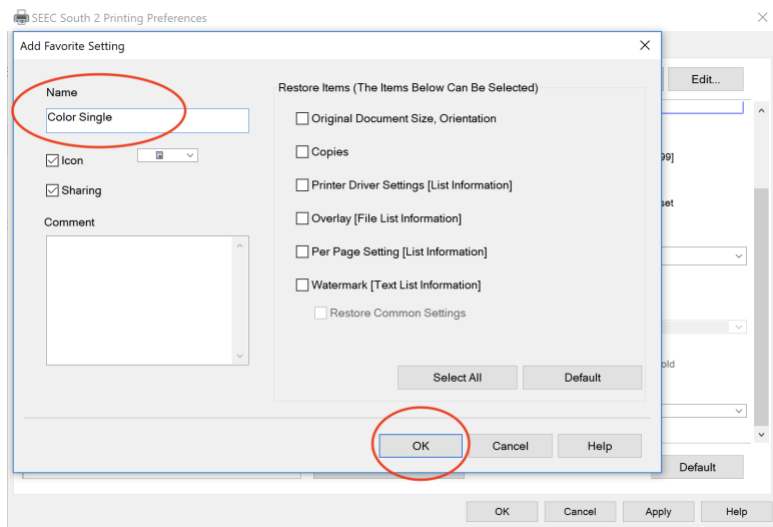 SEEC South 2 Printing Preferences
Add Favorite Setting
Name
Color Single
Icon
Sharing
Comment
Restore Items (The Items Below Can Be Selected)
Original Document Size, Orientation
Copies
Printer Driver Settings [List Information]
Overlay [File List Information]
Per Page Setting [List Information]
Watermark [Text List Information]
Restore Common Settings
Select All Default
OK Cancel Help
Edit...
99]
set
old
Default
OK Cancel Apply Help